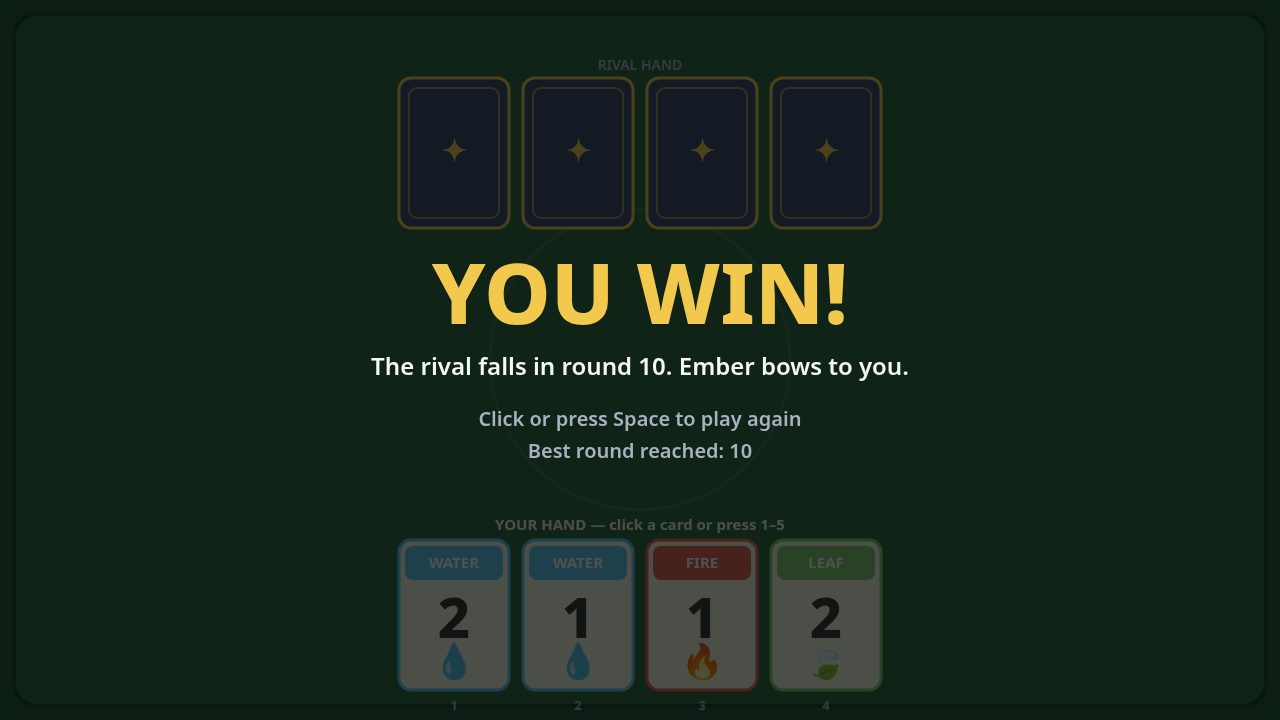 RIVAL HAND
YOU WIN!
The rival falls in round 10. Ember bows to you.
Click or press Space to play again
Best round reached: 10
YOUR HAND — click a card or press 1–5
WATER WATER FIRE LEAF
2 1 1 2
1 2 3 4